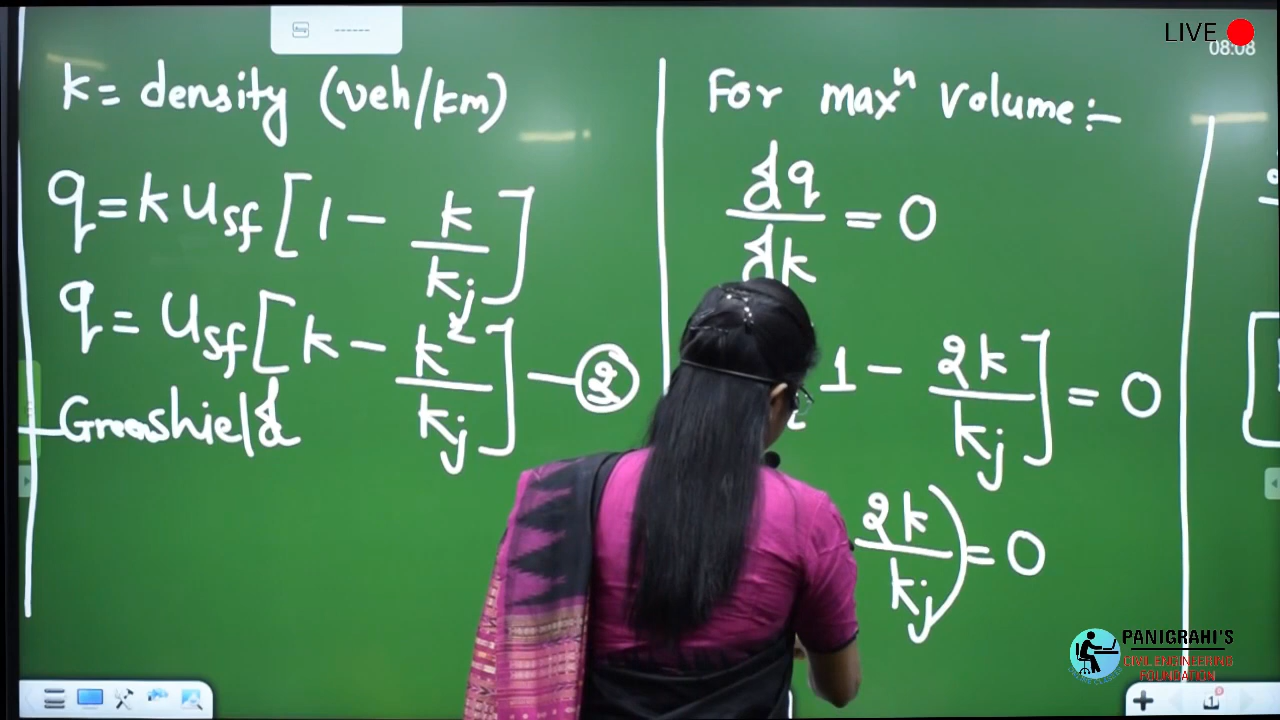 LIVE
08:08
k = density (veh/km)
q = k Usf [1 - k/kj]
q = Usf [k - k²/kj] - ②
Greenshield
For maxⁿ Volume:-
dq/dk = 0
1 - 2k/kj] = 0
2k/kj) = 0
PANIGRAHI'S
CIVIL ENGINEERING
FOUNDATION
1